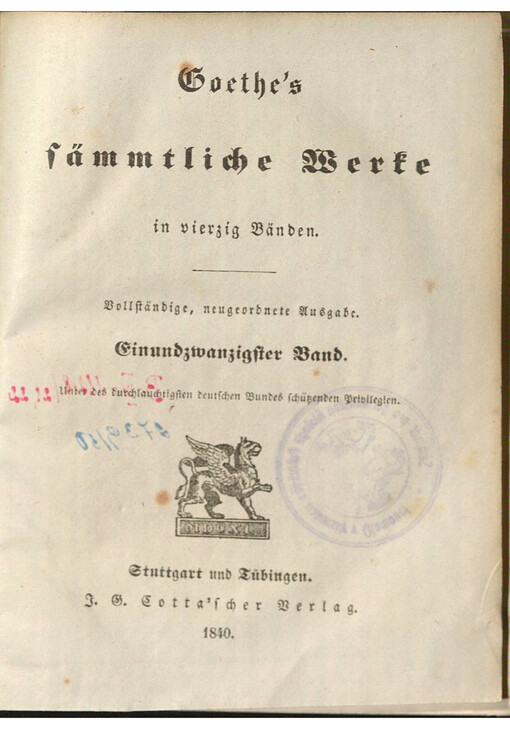 Goethe's
sämmtliche Werke
in vierzig Bänden.
Vollständige, neugeordnete Ausgabe.
Einundzwanzigster Band.
Unter des durchlauchtigsten deutschen Bundes schützenden Privilegien.
Stuttgart und Tübingen.
J. G. Cotta'scher Verlag.
1840.